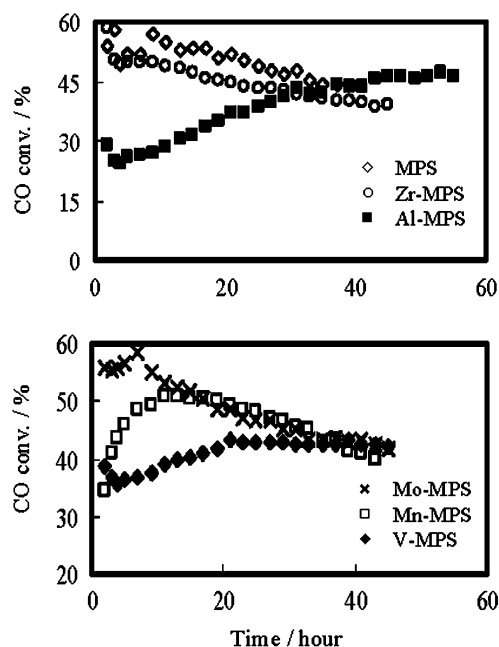 60
45
30
15
0
CO conv. / %
MPS
Zr-MPS
Al-MPS
0
20
40
60
60
50
40
30
20
CO conv. / %
Mo-MPS
Mn-MPS
V-MPS
0
20
40
60
Time / hour